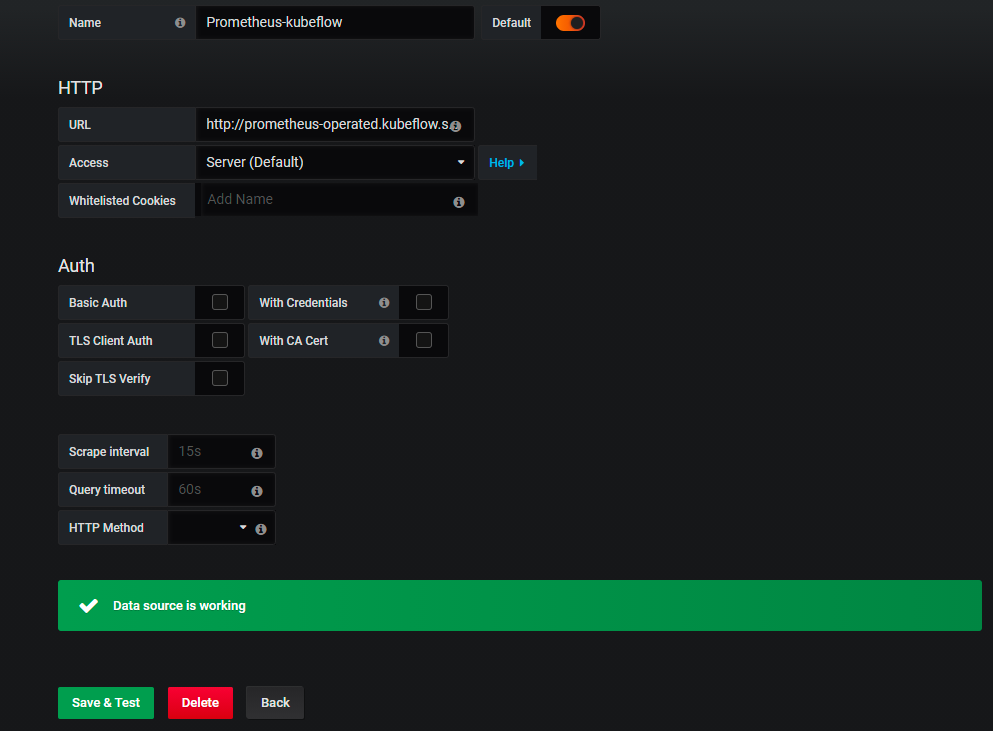 Name Prometheus-kubeflow Default
HTTP
URL http://prometheus-operated.kubeflow.s
Access Server (Default) Help
Whitelisted Cookies Add Name
Auth
Basic Auth With Credentials
TLS Client Auth With CA Cert
Skip TLS Verify
Scrape interval 15s
Query timeout 60s
HTTP Method
Data source is working
Save & Test Delete Back